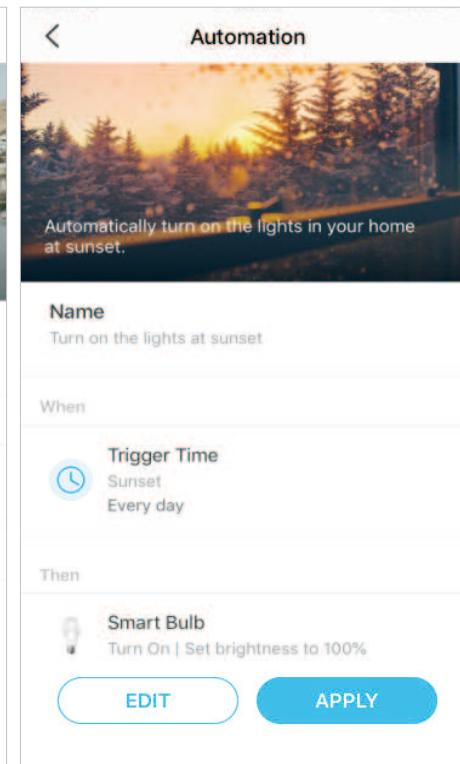 Automation
Automatically turn on the lights in your home
at sunset.
Name
Turn on the lights at sunset
When
Trigger Time
Sunset
Every day
Then
Smart Bulb
Turn On | Set brightness to 100%
EDIT
APPLY